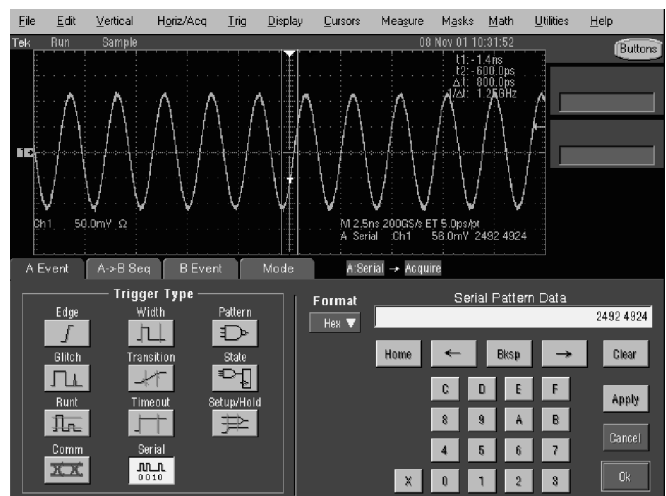 File Edit Vertical Horiz/Acq Trig Display Cursors Measure Masks Math Utilities Help
Tek Run Sample 08 Nov 01 10:31:52 Buttons
t1: -1.4ns
t2: -600.0ps
Δt: 800.0ps
1/Δt: 1.25GHz
Ch1 50.0mV Ω M 2.5ns 200GS/s ET 5.0ps/pt
A Serial Ch1 56.0mV 2492 4924
A Event A->B Seq B Event Mode A:Serial → Acquire
Trigger Type
Edge Width Pattern
Glitch Transition State
Runt Timeout Setup/Hold
Comm Serial
0010
Format Serial Pattern Data
Hex 2492 4924
Home ← Bksp → Clear
C D E F
Apply
8 9 A B
Cancel
4 5 6 7
X 0 1 2 3 Ok